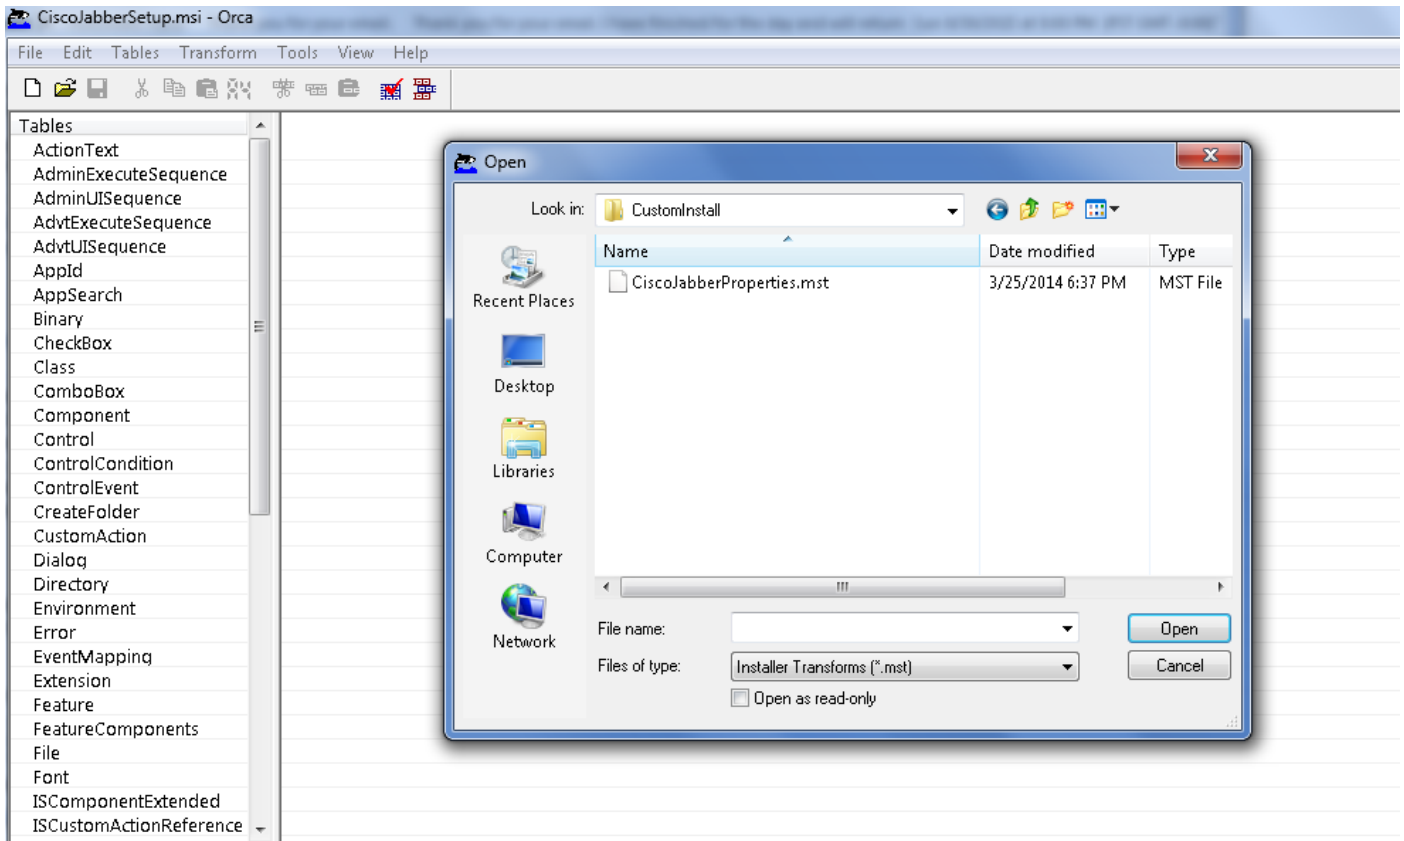 CiscoJabberSetup.msi - Orca
File Edit Tables Transform Tools View Help
Tables
ActionText
AdminExecuteSequence
AdminUISequence
AdvtExecuteSequence
AdvtUISequence
AppId
AppSearch
Binary
CheckBox
Class
ComboBox
Component
Control
ControlCondition
ControlEvent
CreateFolder
CustomAction
Dialog
Directory
Environment
Error
EventMapping
Extension
Feature
FeatureComponents
File
Font
ISComponentExtended
ISCustomActionReference
Open
Look in: CustomInstall
Name Date modified Type
CiscoJabberProperties.mst 3/25/2014 6:37 PM MST File
Recent Places
Desktop
Libraries
Computer
Network
File name: Open
Files of type: Installer Transforms (*.mst) Cancel
Open as read-only